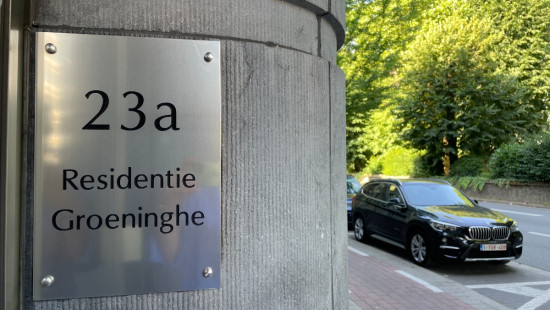 23a
Residentie
Groeninghe